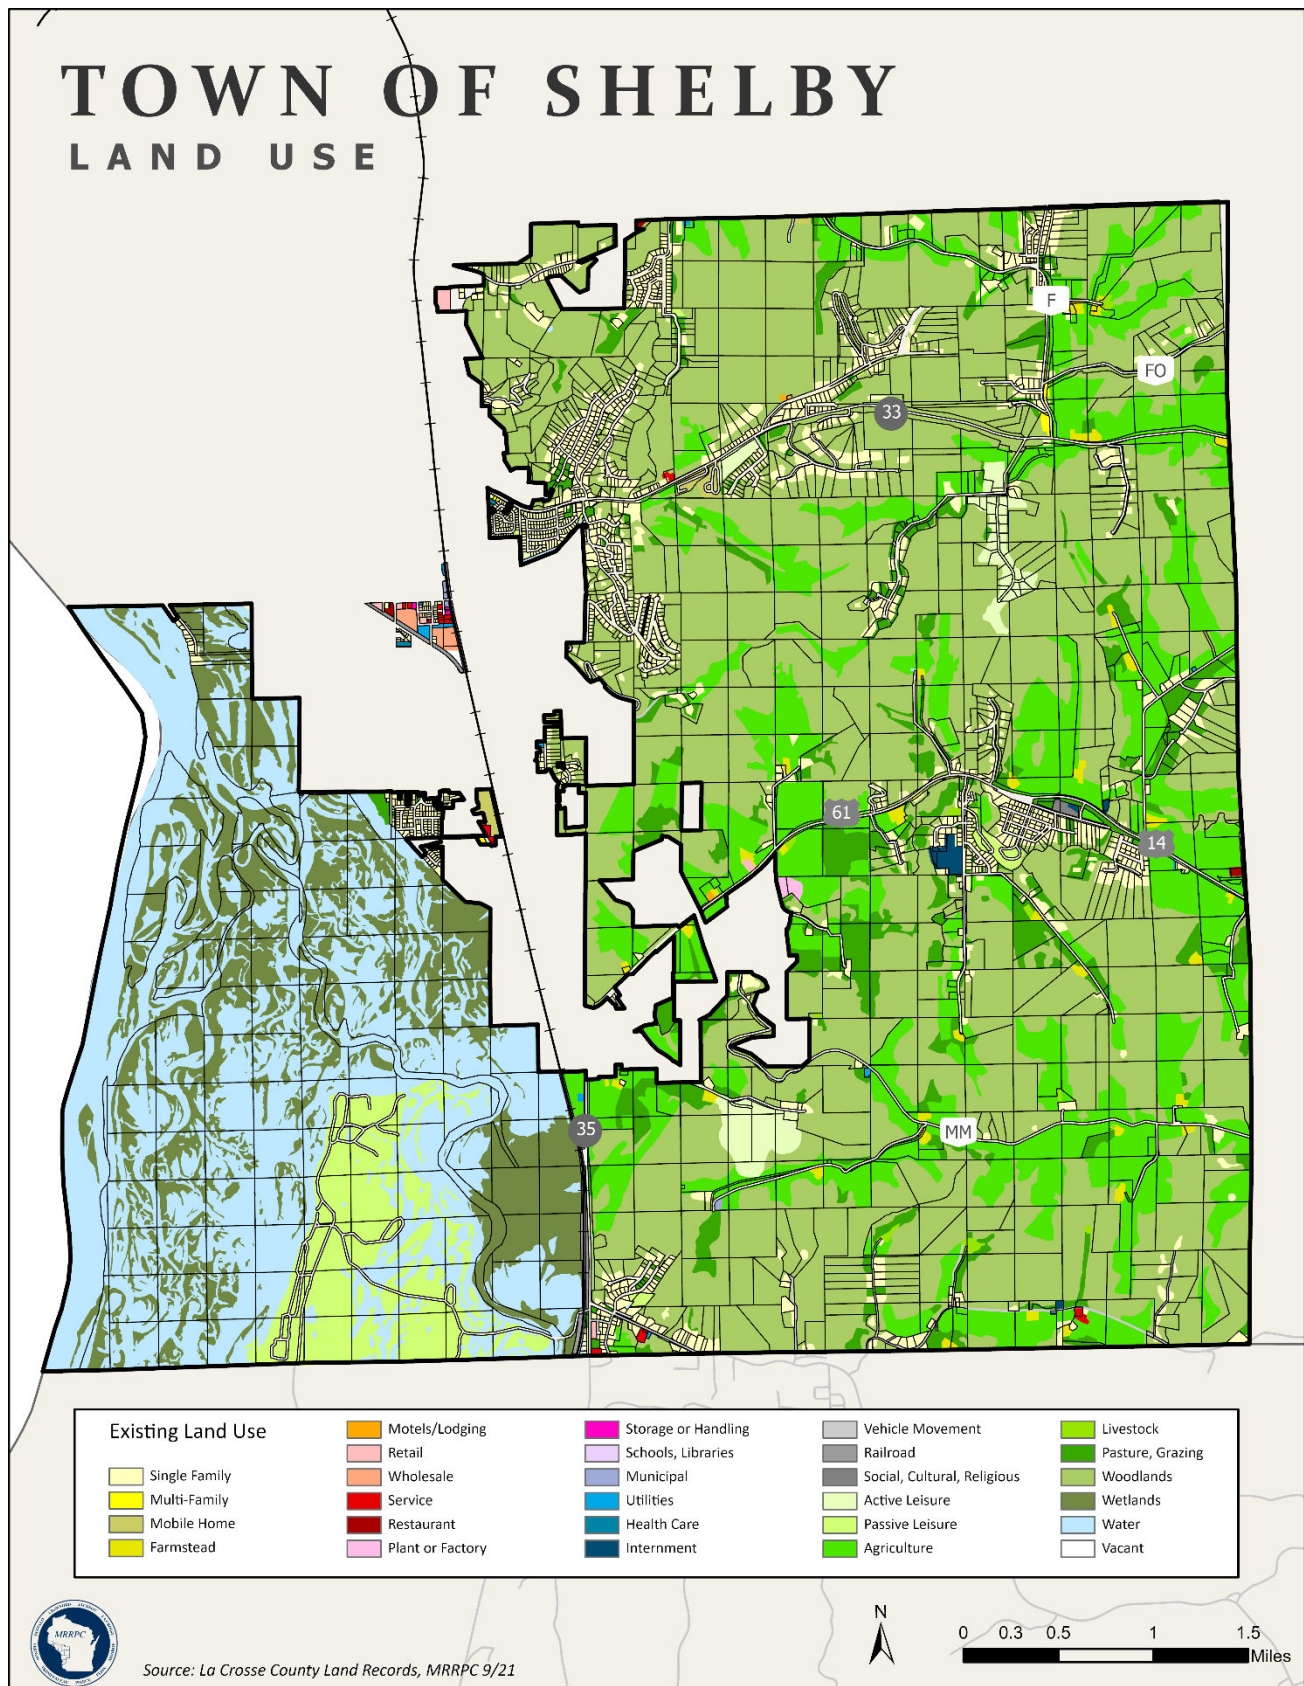 TOWN OF SHELBY
LAND USE
F
FO
33
61
14
35
MM
Existing Land Use
Single Family
Multi-Family
Mobile Home
Farmstead
Motels/Lodging
Retail
Wholesale
Service
Restaurant
Plant or Factory
Storage or Handling
Schools, Libraries
Municipal
Utilities
Health Care
Internment
Vehicle Movement
Railroad
Social, Cultural, Religious
Active Leisure
Passive Leisure
Agriculture
Livestock
Pasture, Grazing
Woodlands
Wetlands
Water
Vacant
MRRPC
Source: La Crosse County Land Records, MRRPC 9/21
N
0 0.3 0.5 1 1.5
Miles